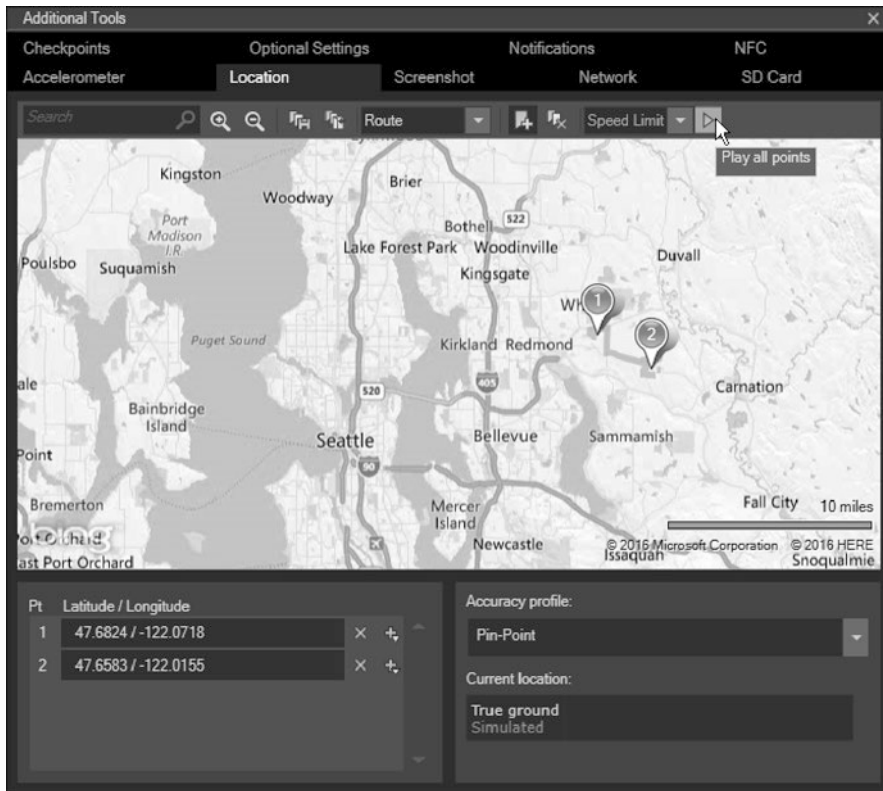 Additional Tools
Checkpoints Optional Settings Notifications NFC
Accelerometer Location Screenshot Network SD Card
Search Route Speed Limit
Play all points
Kingston
Woodway
Brier
522
Port
Madison
I.R.
Bothell
Lake Forest Park Woodinville
Duvall
Poulsbo
Suquamish
Kingsgate
1
2
Puget Sound
Kirkland Redmond
405
520
Carnation
Bainbridge
Island
Seattle
Bellevue
Sammamish
Point
90
Bremerton
Mercer
Island
Fall City
10 miles
bing
Newcastle
© 2016 Microsoft Corporation © 2016 HERE
Issaquah
Snoqualmie
ast Port Orchard
Pt Latitude / Longitude
1 47.6824 / -122.0718
2 47.6583 / -122.0155
Accuracy profile:
Pin-Point
Current location:
True ground
Simulated